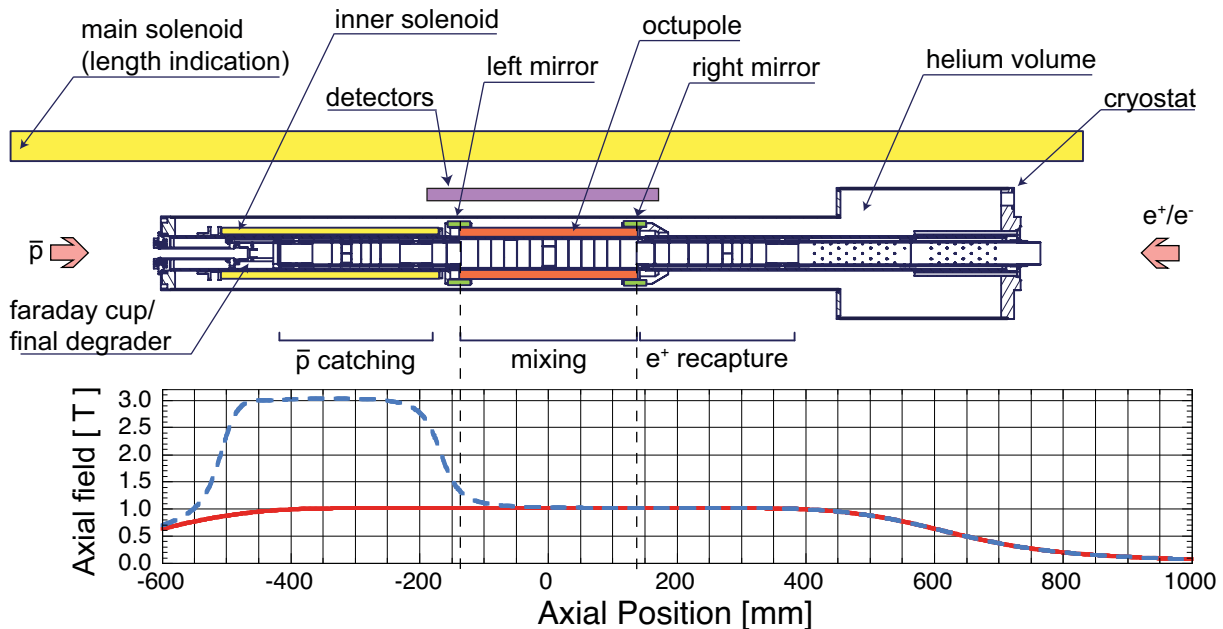 main solenoid
(length indication)
inner solenoid
left mirror
detectors
octupole
right mirror
helium volume
cryostat
p̅
e⁺/e⁻
faraday cup/
final degrader
p̅ catching
mixing
e⁺ recapture
Axial field [ T ]
3.0
2.5
2.0
1.5
1.0
0.5
0.0
-600
-400
-200
0
200
400
600
800
1000
Axial Position [mm]